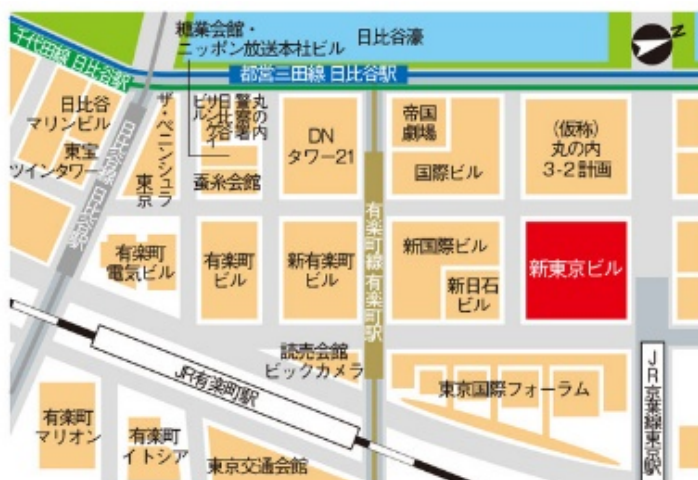 糖業会館・
ニッポン放送本社ビル
日比谷濠
N
千代田線 日比谷駅
都営三田線 日比谷駅
日比谷
マリンビル
東宝
ツインタワー
日比谷線 日比谷駅
ザ・ペニンシュラ
東京
日比谷
サンケイ
ビル
丸の内
警察署
蚕糸会館
DN
タワー21
帝国
劇場
国際ビル
(仮称)
丸の内
3-2計画
有楽町
電気ビル
有楽町
ビル
新有楽町
ビル
有楽町線 有楽町駅
新国際ビル
新日石
ビル
新東京ビル
読売会館
ビックカメラ
JR有楽町駅
東京国際フォーラム
JR京葉線東京駅
有楽町
マリオン
有楽町
イトシア
東京交通会館